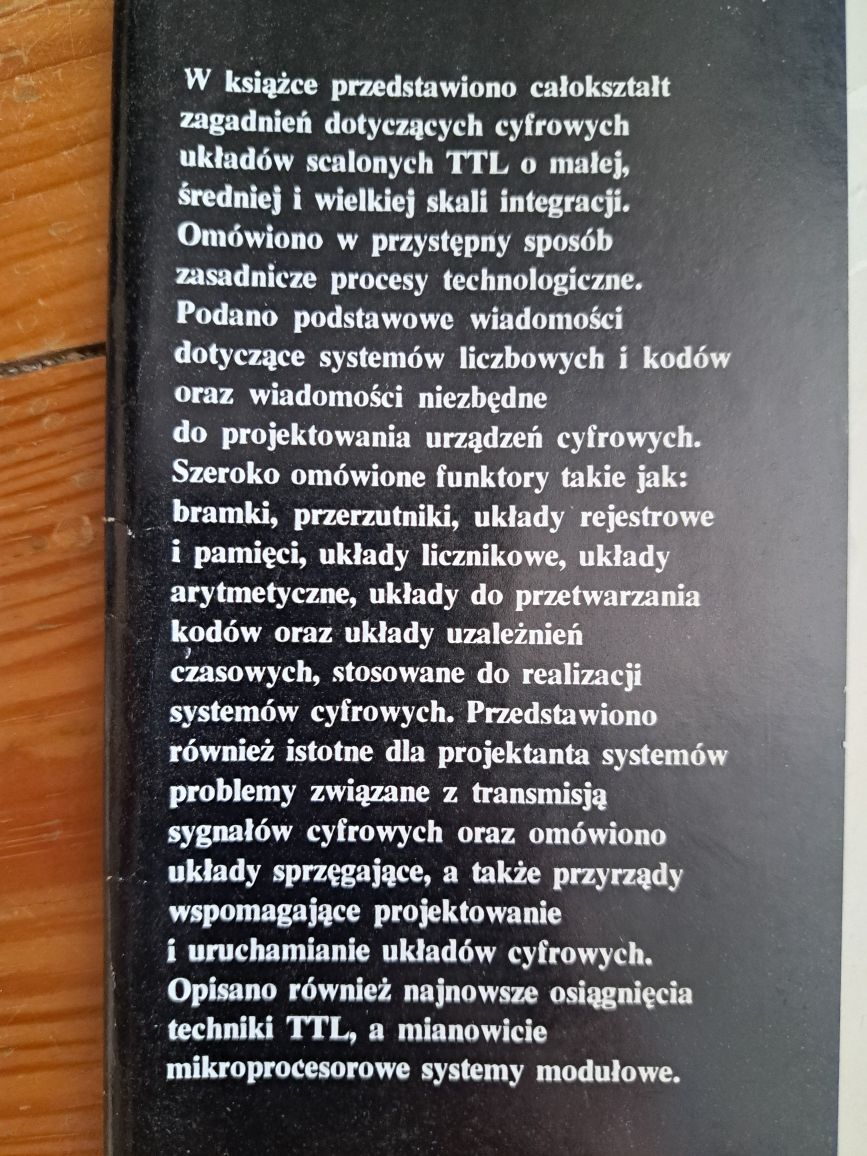 W książce przedstawiono całokształt
zagadnień dotyczących cyfrowych
układów scalonych TTL o małej,
średniej i wielkiej skali integracji.
Omówiono w przystępny sposób
zasadnicze procesy technologiczne.
Podano podstawowe wiadomości
dotyczące systemów liczbowych i kodów
oraz wiadomości niezbędne
do projektowania urządzeń cyfrowych.
Szeroko omówione funktory takie jak:
bramki, przerzutniki, układy rejestrowe
i pamięci, układy licznikowe, układy
arytmetyczne, układy do przetwarzania
kodów oraz układy uzależnień
czasowych, stosowane do realizacji
systemów cyfrowych. Przedstawiono
również istotne dla projektanta systemów
problemy związane z transmisją
sygnałów cyfrowych oraz omówiono
układy sprzęgające, a także przyrządy
wspomagające projektowanie
i uruchamianie układów cyfrowych.
Opisano również najnowsze osiągnięcia
techniki TTL, a mianowicie
mikroprocesorowe systemy modułowe.